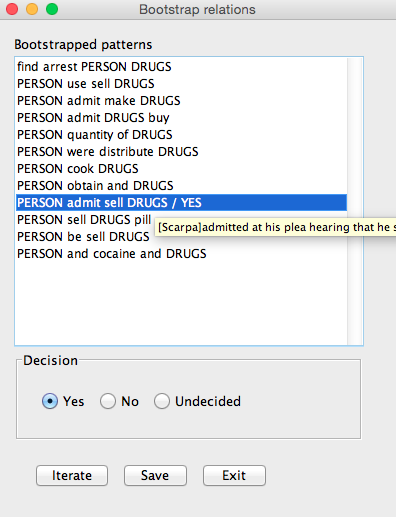 Bootstrap relations
Bootstrapped patterns
find arrest PERSON DRUGS
PERSON use sell DRUGS
PERSON admit make DRUGS
PERSON admit DRUGS buy
PERSON quantity of DRUGS
PERSON were distribute DRUGS
PERSON cook DRUGS
PERSON obtain and DRUGS
PERSON admit sell DRUGS / YES
PERSON sell DRUGS pill
[Scarpa]admitted at his plea hearing that he s
PERSON be sell DRUGS
PERSON and cocaine and DRUGS
Decision
Yes No Undecided
Iterate Save Exit